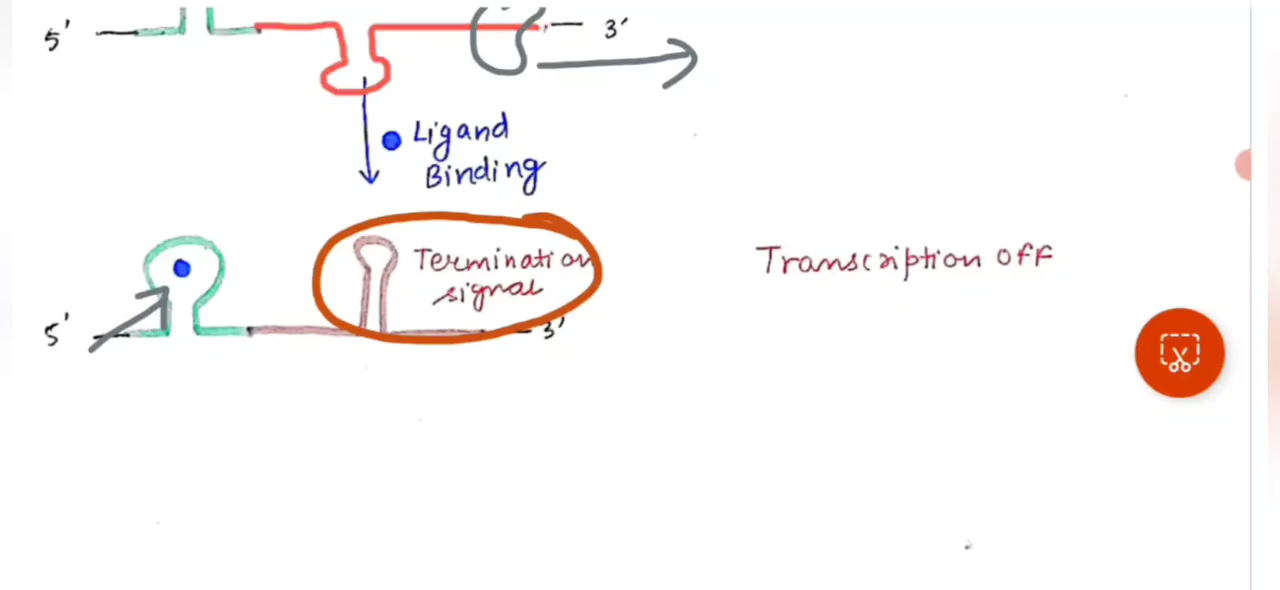 5' 3'
Ligand
Binding
Termination
signal
Transcription off
5' 3'